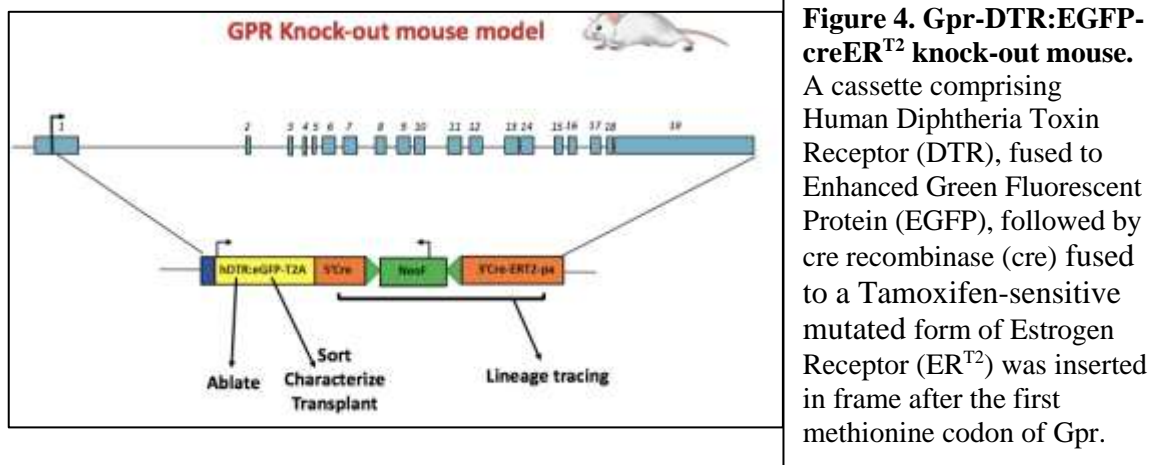 GPR Knock-out mouse model
1 2 3 4 5 6 7 8 9 10 11 12 13 14 15 16 17 18 19
hDTR:eGFP-T2A 5'Cre NeoF 3'Cre-ERT2-pa
Ablate
Sort
Characterize
Transplant
Lineage tracing
Figure 4. Gpr-DTR:EGFP-
creERT2 knock-out mouse.
A cassette comprising
Human Diphtheria Toxin
Receptor (DTR), fused to
Enhanced Green Fluorescent
Protein (EGFP), followed by
cre recombinase (cre) fused
to a Tamoxifen-sensitive
mutated form of Estrogen
Receptor (ERT2) was inserted
in frame after the first
methionine codon of Gpr.